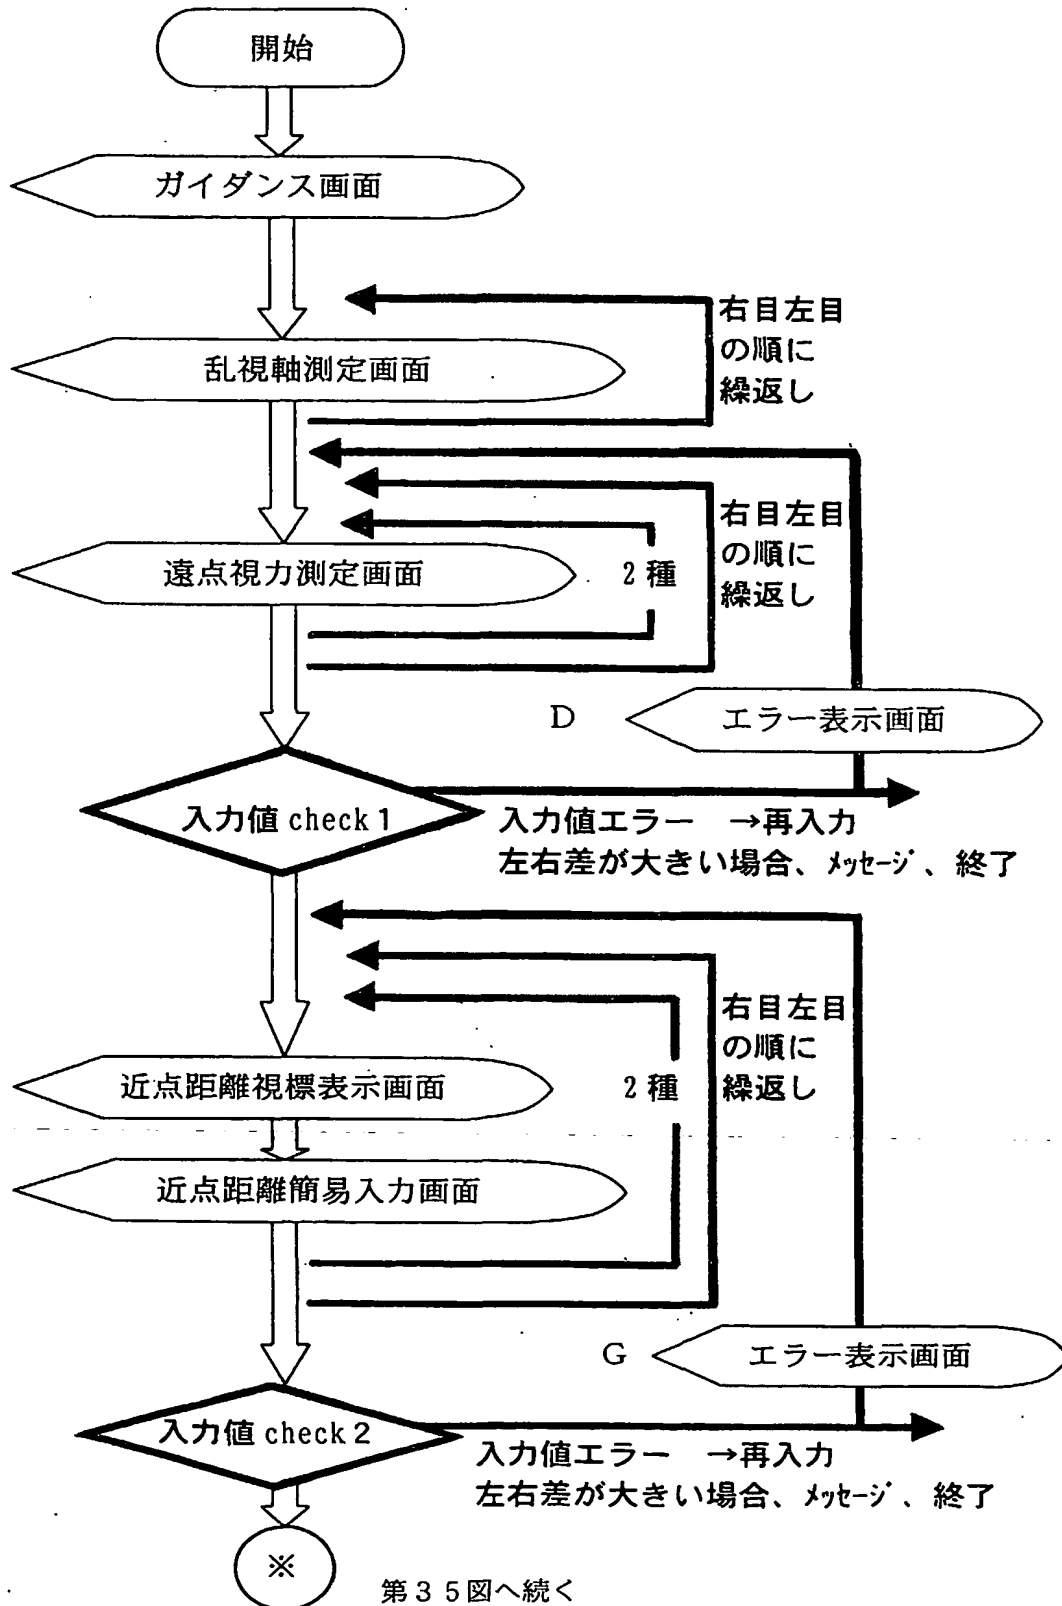 開始
ガイダンス画面
右目左目
の順に
繰返し
乱視軸測定画面
右目左目
の順に
繰返し
2種
遠点視力測定画面
D
エラー表示画面
入力値 check 1
入力値エラー →再入力
左右差が大きい場合、ﾒｯｾｰｼﾞ、終了
右目左目
の順に
繰返し
2種
近点距離視標表示画面
近点距離簡易入力画面
G
エラー表示画面
入力値 check 2
入力値エラー →再入力
左右差が大きい場合、ﾒｯｾｰｼﾞ、終了
※
第３５図へ続く